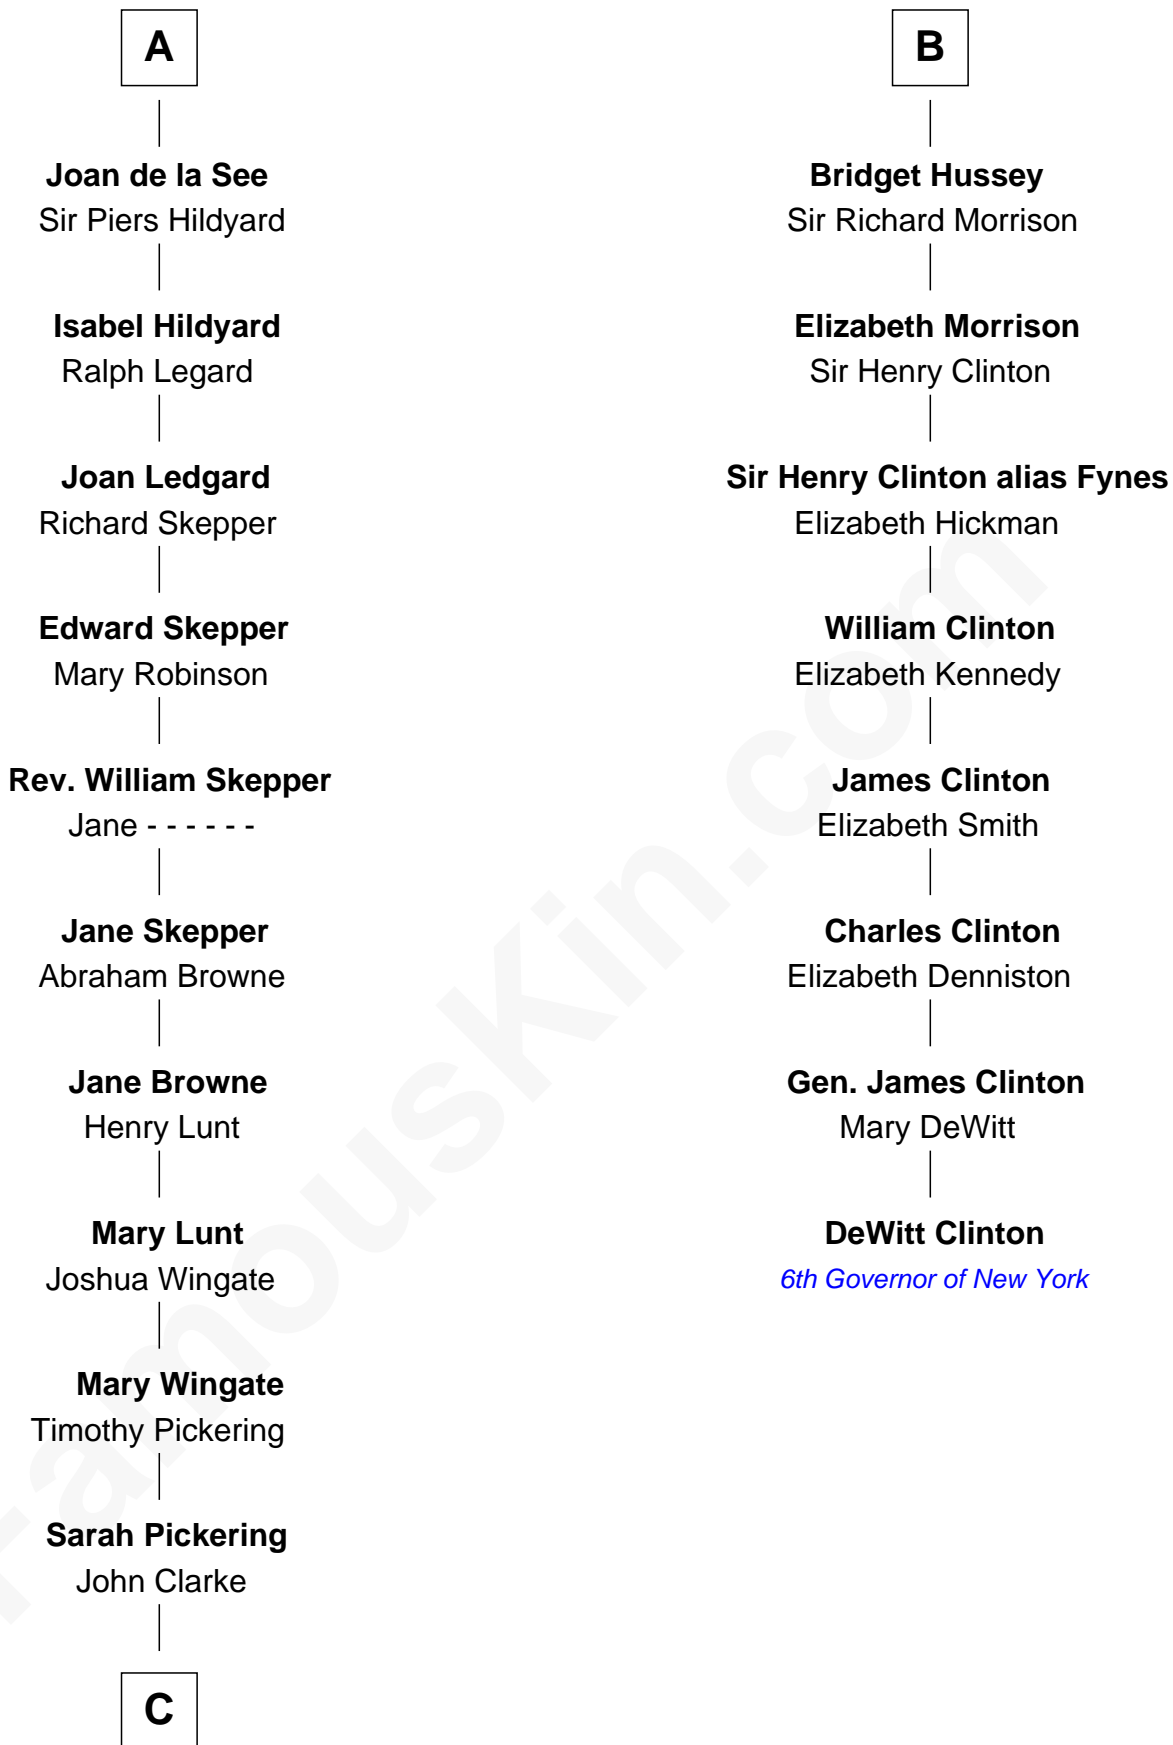 A
Joan de la See
Sir Piers Hildyard
Isabel Hildyard
Ralph Legard
Joan Ledgard
Richard Skepper
Edward Skepper
Mary Robinson
Rev. William Skepper
Jane - - - - - -
Jane Skepper
Abraham Browne
Jane Browne
Henry Lunt
Mary Lunt
Joshua Wingate
Mary Wingate
Timothy Pickering
Sarah Pickering
John Clarke
C
B
Bridget Hussey
Sir Richard Morrison
Elizabeth Morrison
Sir Henry Clinton
Sir Henry Clinton alias Fynes
Elizabeth Hickman
William Clinton
Elizabeth Kennedy
James Clinton
Elizabeth Smith
Charles Clinton
Elizabeth Denniston
Gen. James Clinton
Mary DeWitt
DeWitt Clinton
6th Governor of New York
FamousKin.com